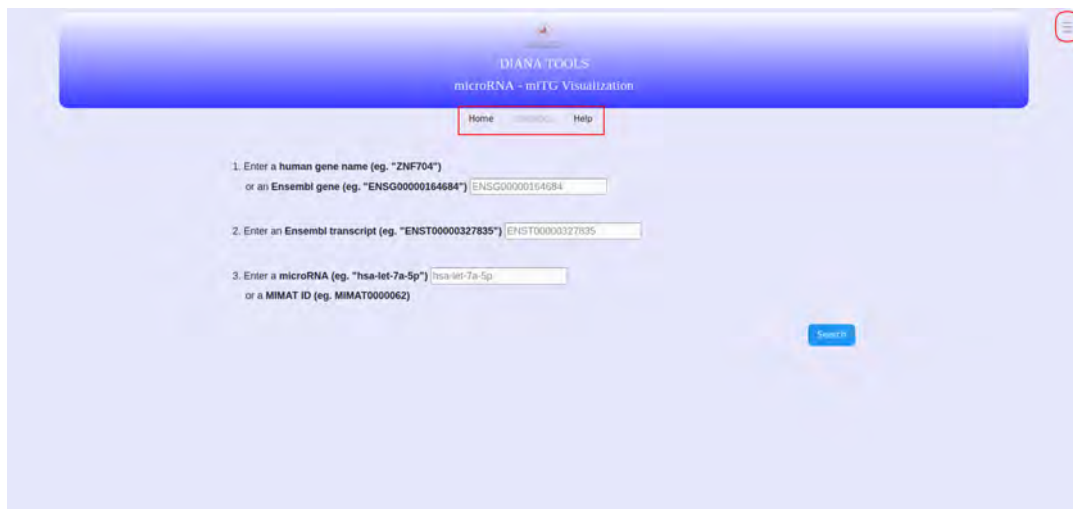 DIANA TOOLS
microRNA - miTG Visualization
Home Help
1. Enter a human gene name (eg. "ZNF704")
or an Ensembl gene (eg. "ENSG00000164684") ENSG00000164684
2. Enter an Ensembl transcript (eg. "ENST00000327835") ENST00000327835
3. Enter a microRNA (eg. "hsa-let-7a-5p") hsa-let-7a-5p
or a MIMAT ID (eg. MIMAT0000062)
Search